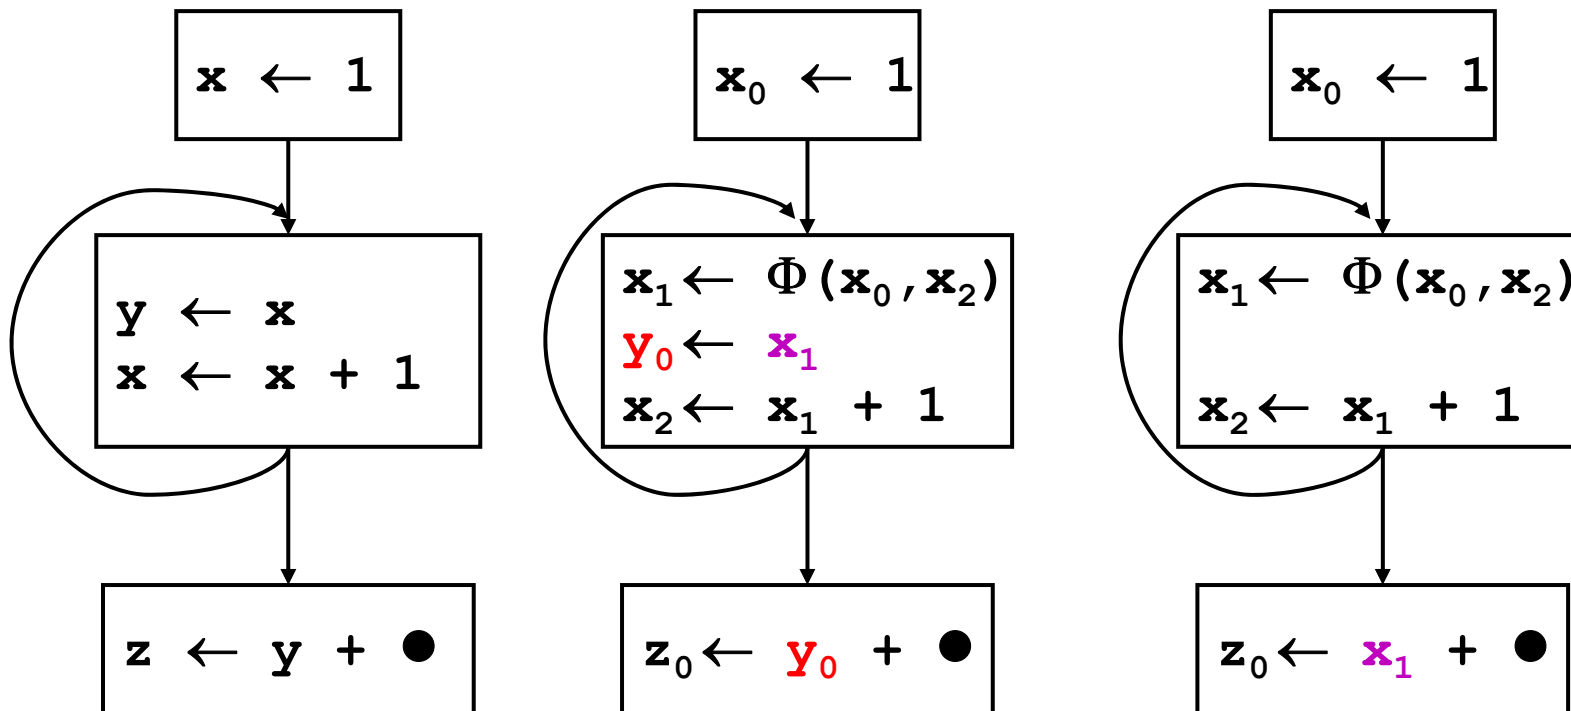 x ← 1
y ← x
x ← x + 1
z ← y + ●
x₀ ← 1
x₁ ← Φ(x₀,x₂)
y₀ ← x₁
x₂ ← x₁ + 1
z₀ ← y₀ + ●
x₀ ← 1
x₁ ← Φ(x₀,x₂)
x₂ ← x₁ + 1
z₀ ← x₁ + ●